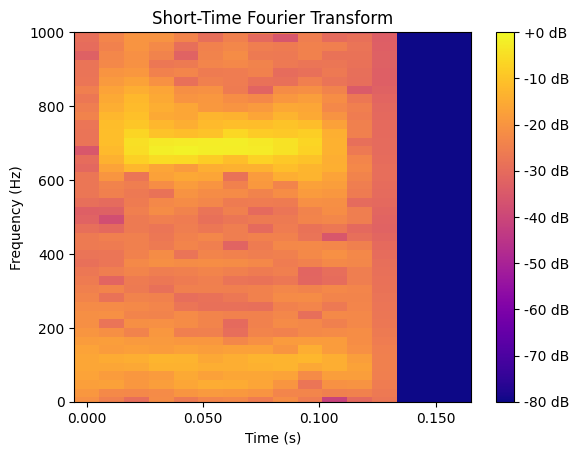 Short-Time Fourier Transform
1000
800
600
400
200
0
Frequency (Hz)
0.000
0.050
0.100
0.150
Time (s)
+0 dB
-10 dB
-20 dB
-30 dB
-40 dB
-50 dB
-60 dB
-70 dB
-80 dB